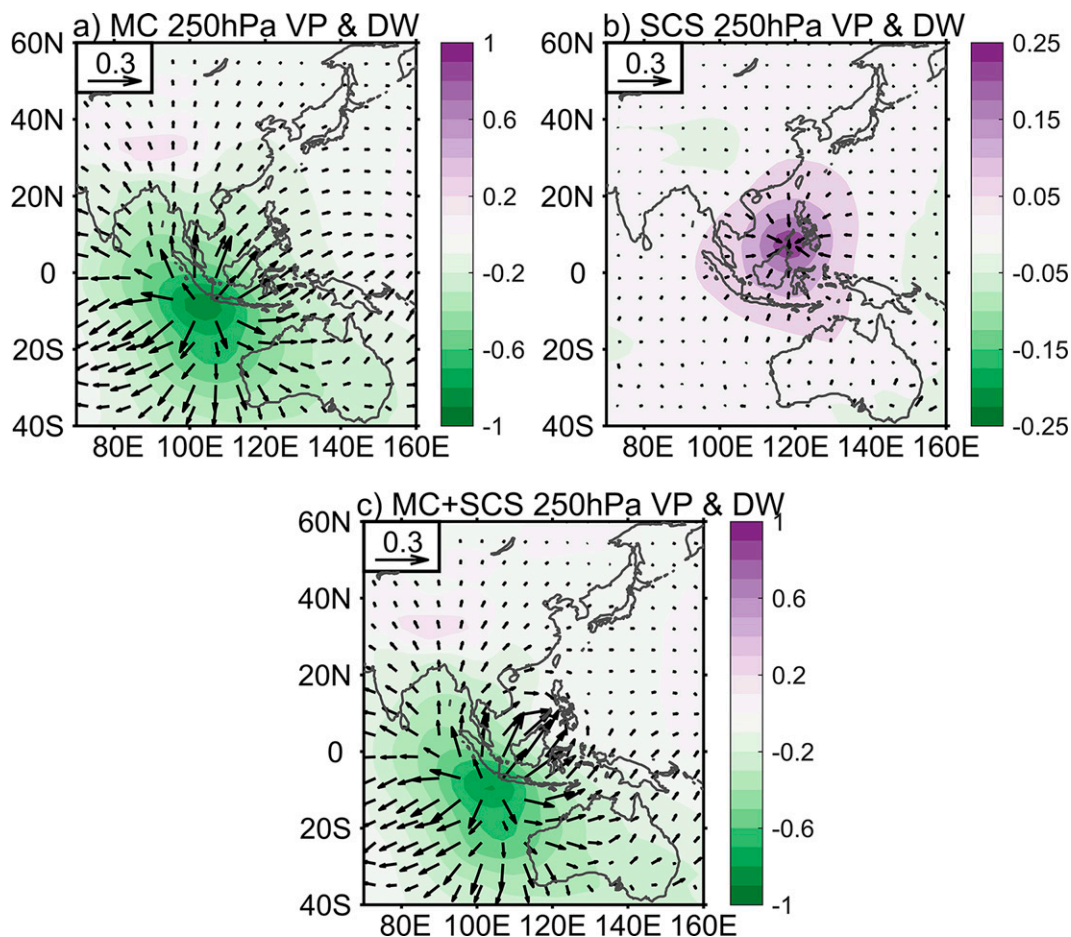 a) MC 250hPa VP & DW
60N
40N
20N
0
20S
40S
0.3
80E 100E 120E 140E 160E
1
0.6
0.2
-0.2
-0.6
-1
b) SCS 250hPa VP & DW
60N
40N
20N
0
20S
40S
0.3
80E 100E 120E 140E 160E
0.25
0.15
0.05
-0.05
-0.15
-0.25
c) MC+SCS 250hPa VP & DW
60N
40N
20N
0
20S
40S
0.3
80E 100E 120E 140E 160E
1
0.6
0.2
-0.2
-0.6
-1